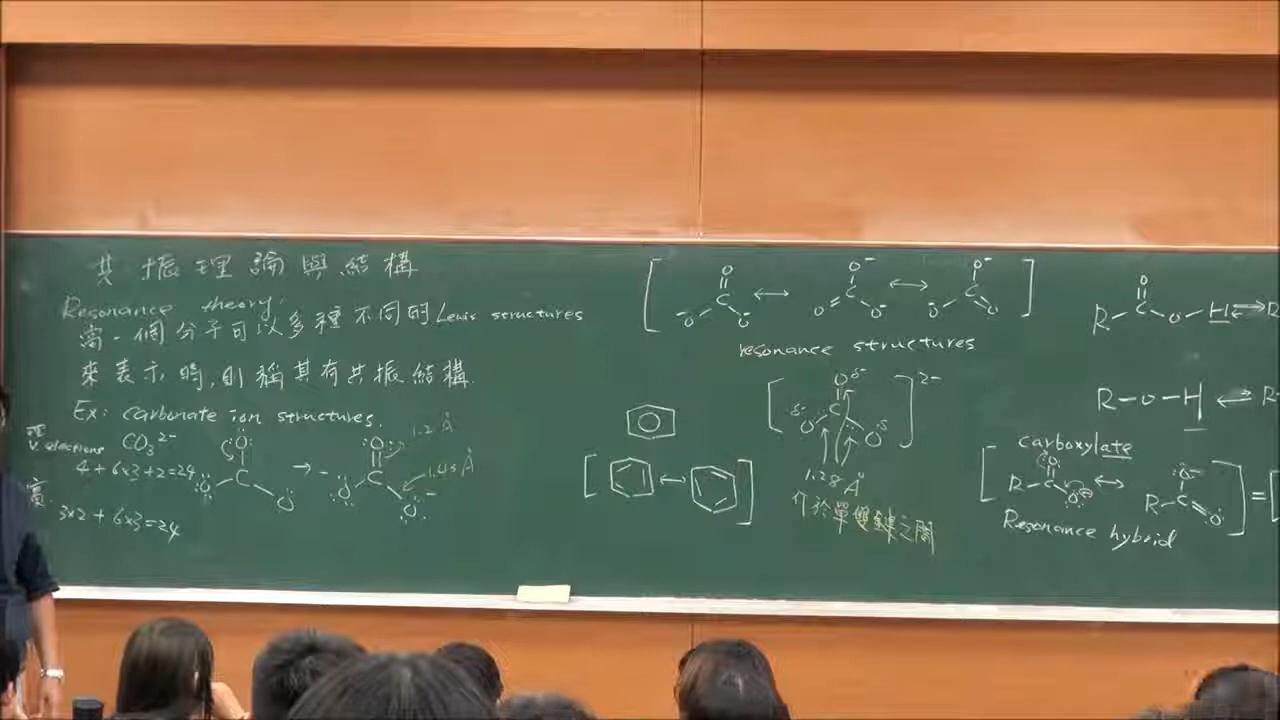 共振理論與結構
Resonance theory:
當一個分子可以多種不同的Lewis structures
來表示時,則稱其有共振結構.
Ex: carbonate ion structures.
CO₃²⁻
4+6×3+2=24
3×2+6×3=24
1.2 Å
resonance structures
2-
1.28 Å
介於單雙鍵之間
R C O O H ⇌ R
R-O-H ⇌ R
carboxylate
Resonance hybrid